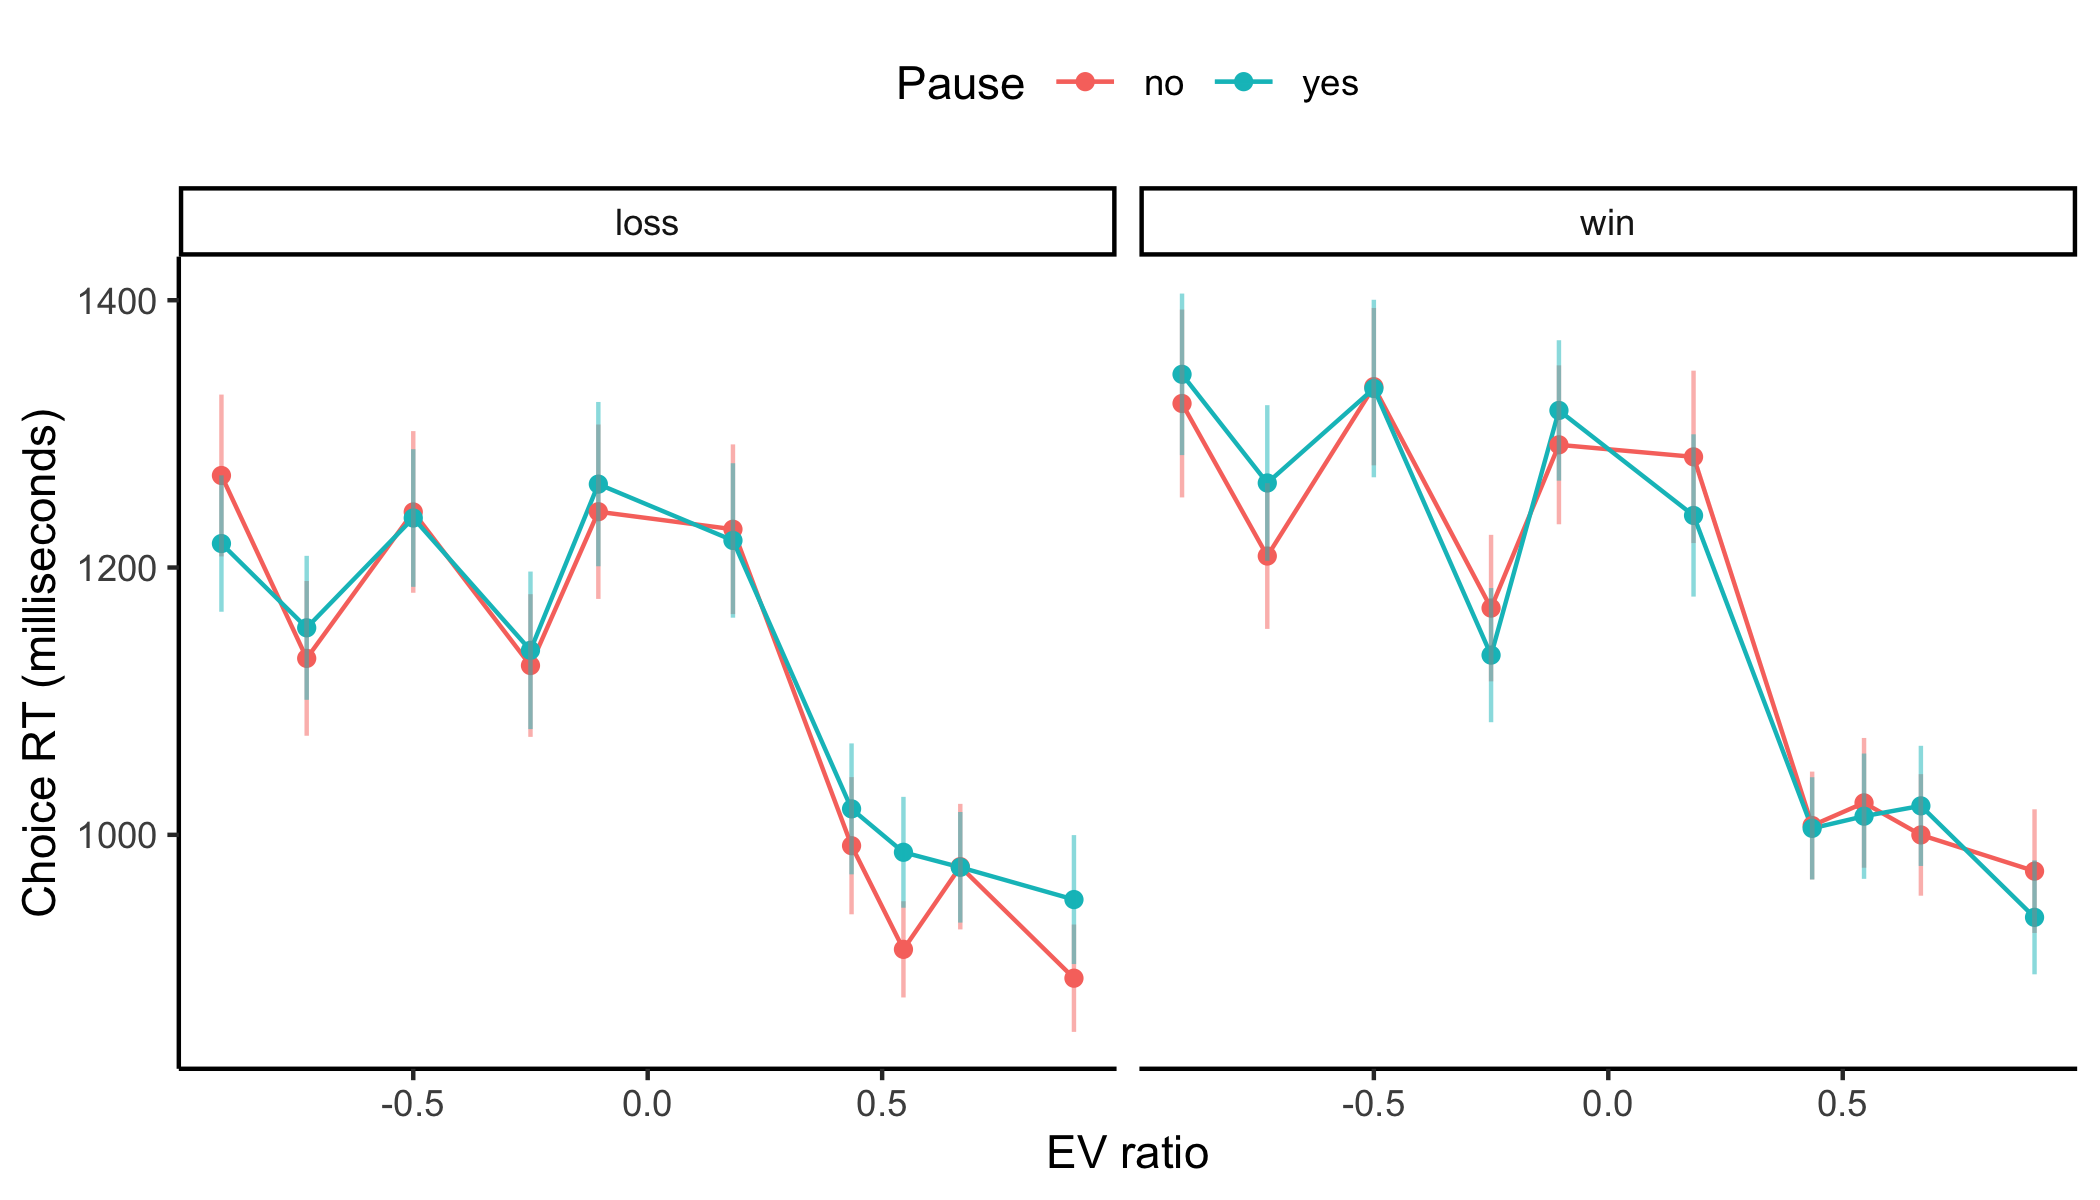 Pause no yes
loss win
1400
1200
1000
Choice RT (milliseconds)
-0.5 0.0 0.5 -0.5 0.0 0.5
EV ratio